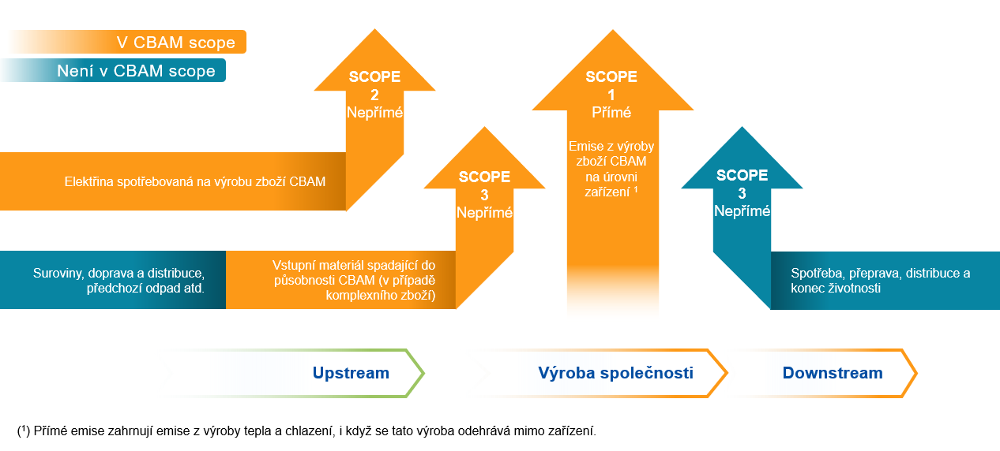 V CBAM scope
Není v CBAM scope
SCOPE
2
Nepřímé
SCOPE
1
Přímé
Emise z výroby
zboží CBAM
na úrovni
zařízení ¹
Elektřina spotřebovaná na výrobu zboží CBAM
SCOPE
3
Nepřímé
SCOPE
3
Nepřímé
Suroviny, doprava a distribuce,
předchozí odpad atd.
Vstupní materiál spadající do
působnosti CBAM (v případě
komplexního zboží)
Spotřeba, přeprava, distribuce a
konec životnosti
Upstream
Výroba společnosti
Downstream
(¹) Přímé emise zahrnují emise z výroby tepla a chlazení, i když se tato výroba odehrává mimo zařízení.